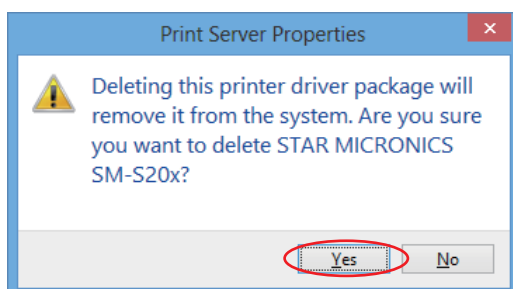 Print Server Properties
Deleting this printer driver package will
remove it from the system. Are you sure
you want to delete STAR MICRONICS
SM-S20x?
Yes
No